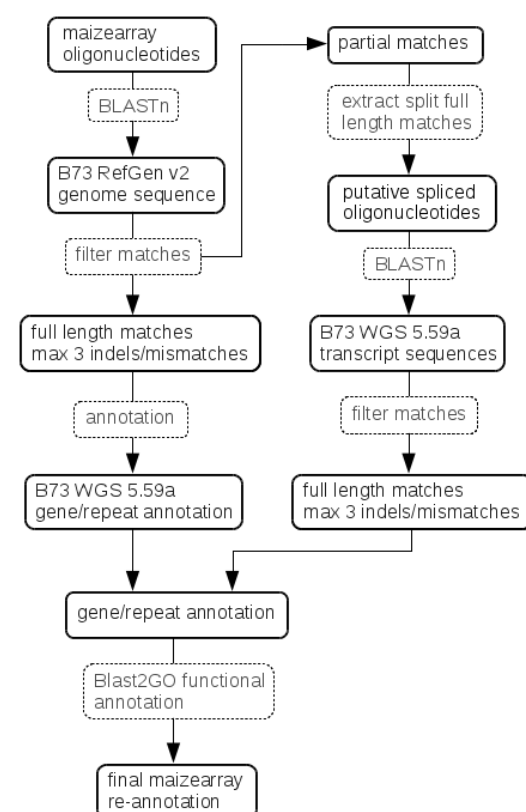 maizearray
oligonucleotides
BLASTn
B73 RefGen v2
genome sequence
filter matches
full length matches
max 3 indels/mismatches
annotation
B73 WGS 5.59a
gene/repeat annotation
partial matches
extract split full
length matches
putative spliced
oligonucleotides
BLASTn
B73 WGS 5.59a
transcript sequences
filter matches
full length matches
max 3 indels/mismatches
gene/repeat annotation
Blast2GO functional
annotation
final maizearray
re-annotation